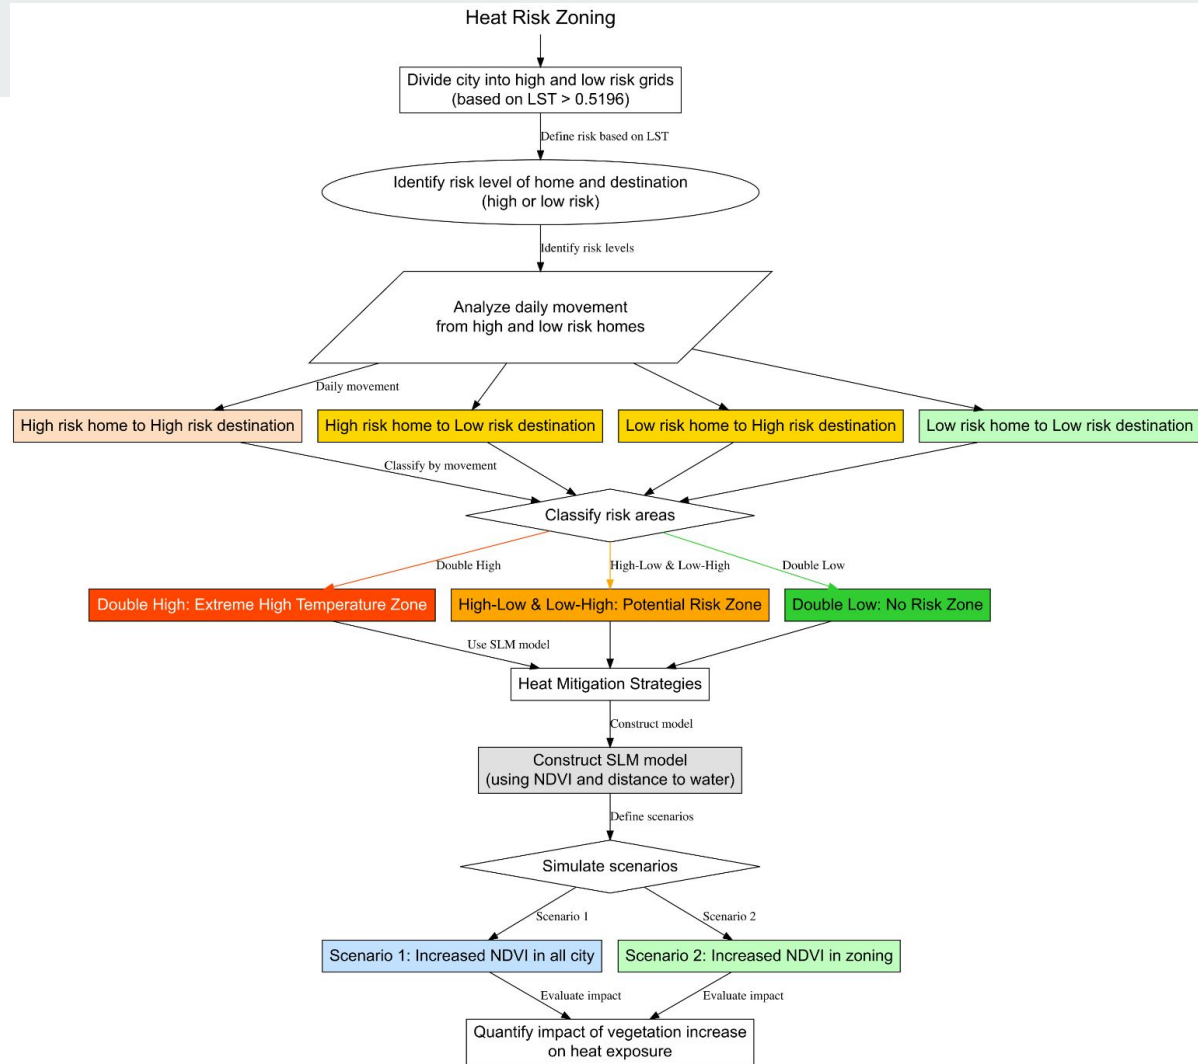 Heat Risk Zoning
Divide city into high and low risk grids
(based on LST > 0.5196)
Define risk based on LST
Identify risk level of home and destination
(high or low risk)
Identify risk levels
Analyze daily movement
from high and low risk homes
Daily movement
High risk home to High risk destination
High risk home to Low risk destination
Low risk home to High risk destination
Low risk home to Low risk destination
Classify by movement
Classify risk areas
Double High
High-Low & Low-High
Double Low
Double High: Extreme High Temperature Zone
High-Low & Low-High: Potential Risk Zone
Double Low: No Risk Zone
Use SLM model
Heat Mitigation Strategies
Construct model
Construct SLM model
(using NDVI and distance to water)
Define scenarios
Simulate scenarios
Scenario 1
Scenario 2
Scenario 1: Increased NDVI in all city
Scenario 2: Increased NDVI in zoning
Evaluate impact
Evaluate impact
Quantify impact of vegetation increase
on heat exposure